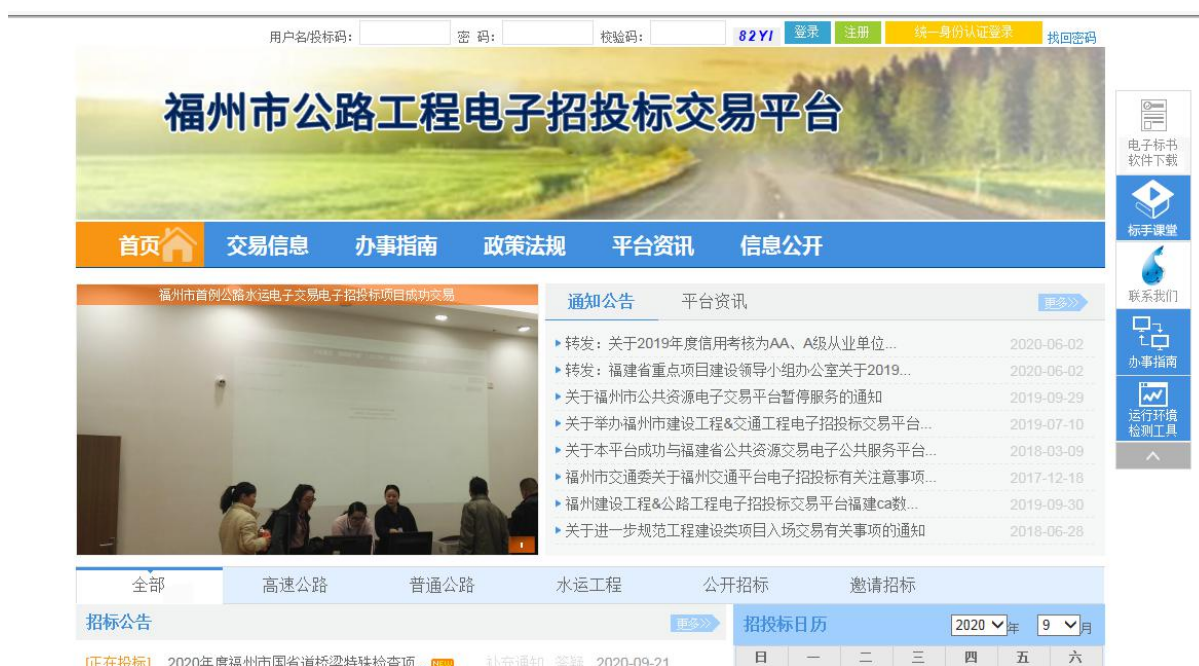 用户名/投标码: 密 码: 校验码: 82YI 登录 注册 统一身份认证登录 找回密码
福州市公路工程电子招投标交易平台
首页 交易信息 办事指南 政策法规 平台资讯 信息公开
福州市首例公路水运电子交易电子招投标项目成功交易
1
通知公告 平台资讯 更多>>
转发：关于2019年度信用考核为AA、A级从业单位... 2020-06-02
转发：福建省重点项目建设领导小组办公室关于2019... 2020-06-02
关于福州市公共资源电子交易平台暂停服务的通知 2019-09-29
关于举办福州市建设工程&交通工程电子招投标交易平台... 2019-07-10
关于本平台成功与福建省公共资源交易电子公共服务平台... 2018-03-09
福州市交通委关于福州交通平台电子招投标有关注意事项... 2017-12-18
福州建设工程&公路工程电子招投标交易平台福建ca数... 2019-09-30
关于进一步规范工程建设类项目入场交易有关事项的通知 2018-06-28
电子标书
软件下载
标手课堂
联系我们
办事指南
运行环境
检测工具
全部 高速公路 普通公路 水运工程 公开招标 邀请招标
招标公告 更多>>
招投标日历 2020 年 9 月
[正在投标] 2020年度福州市国省道桥梁特殊检查项... NEW 补充通知 答疑 2020-09-21
日 一 二 三 四 五 六